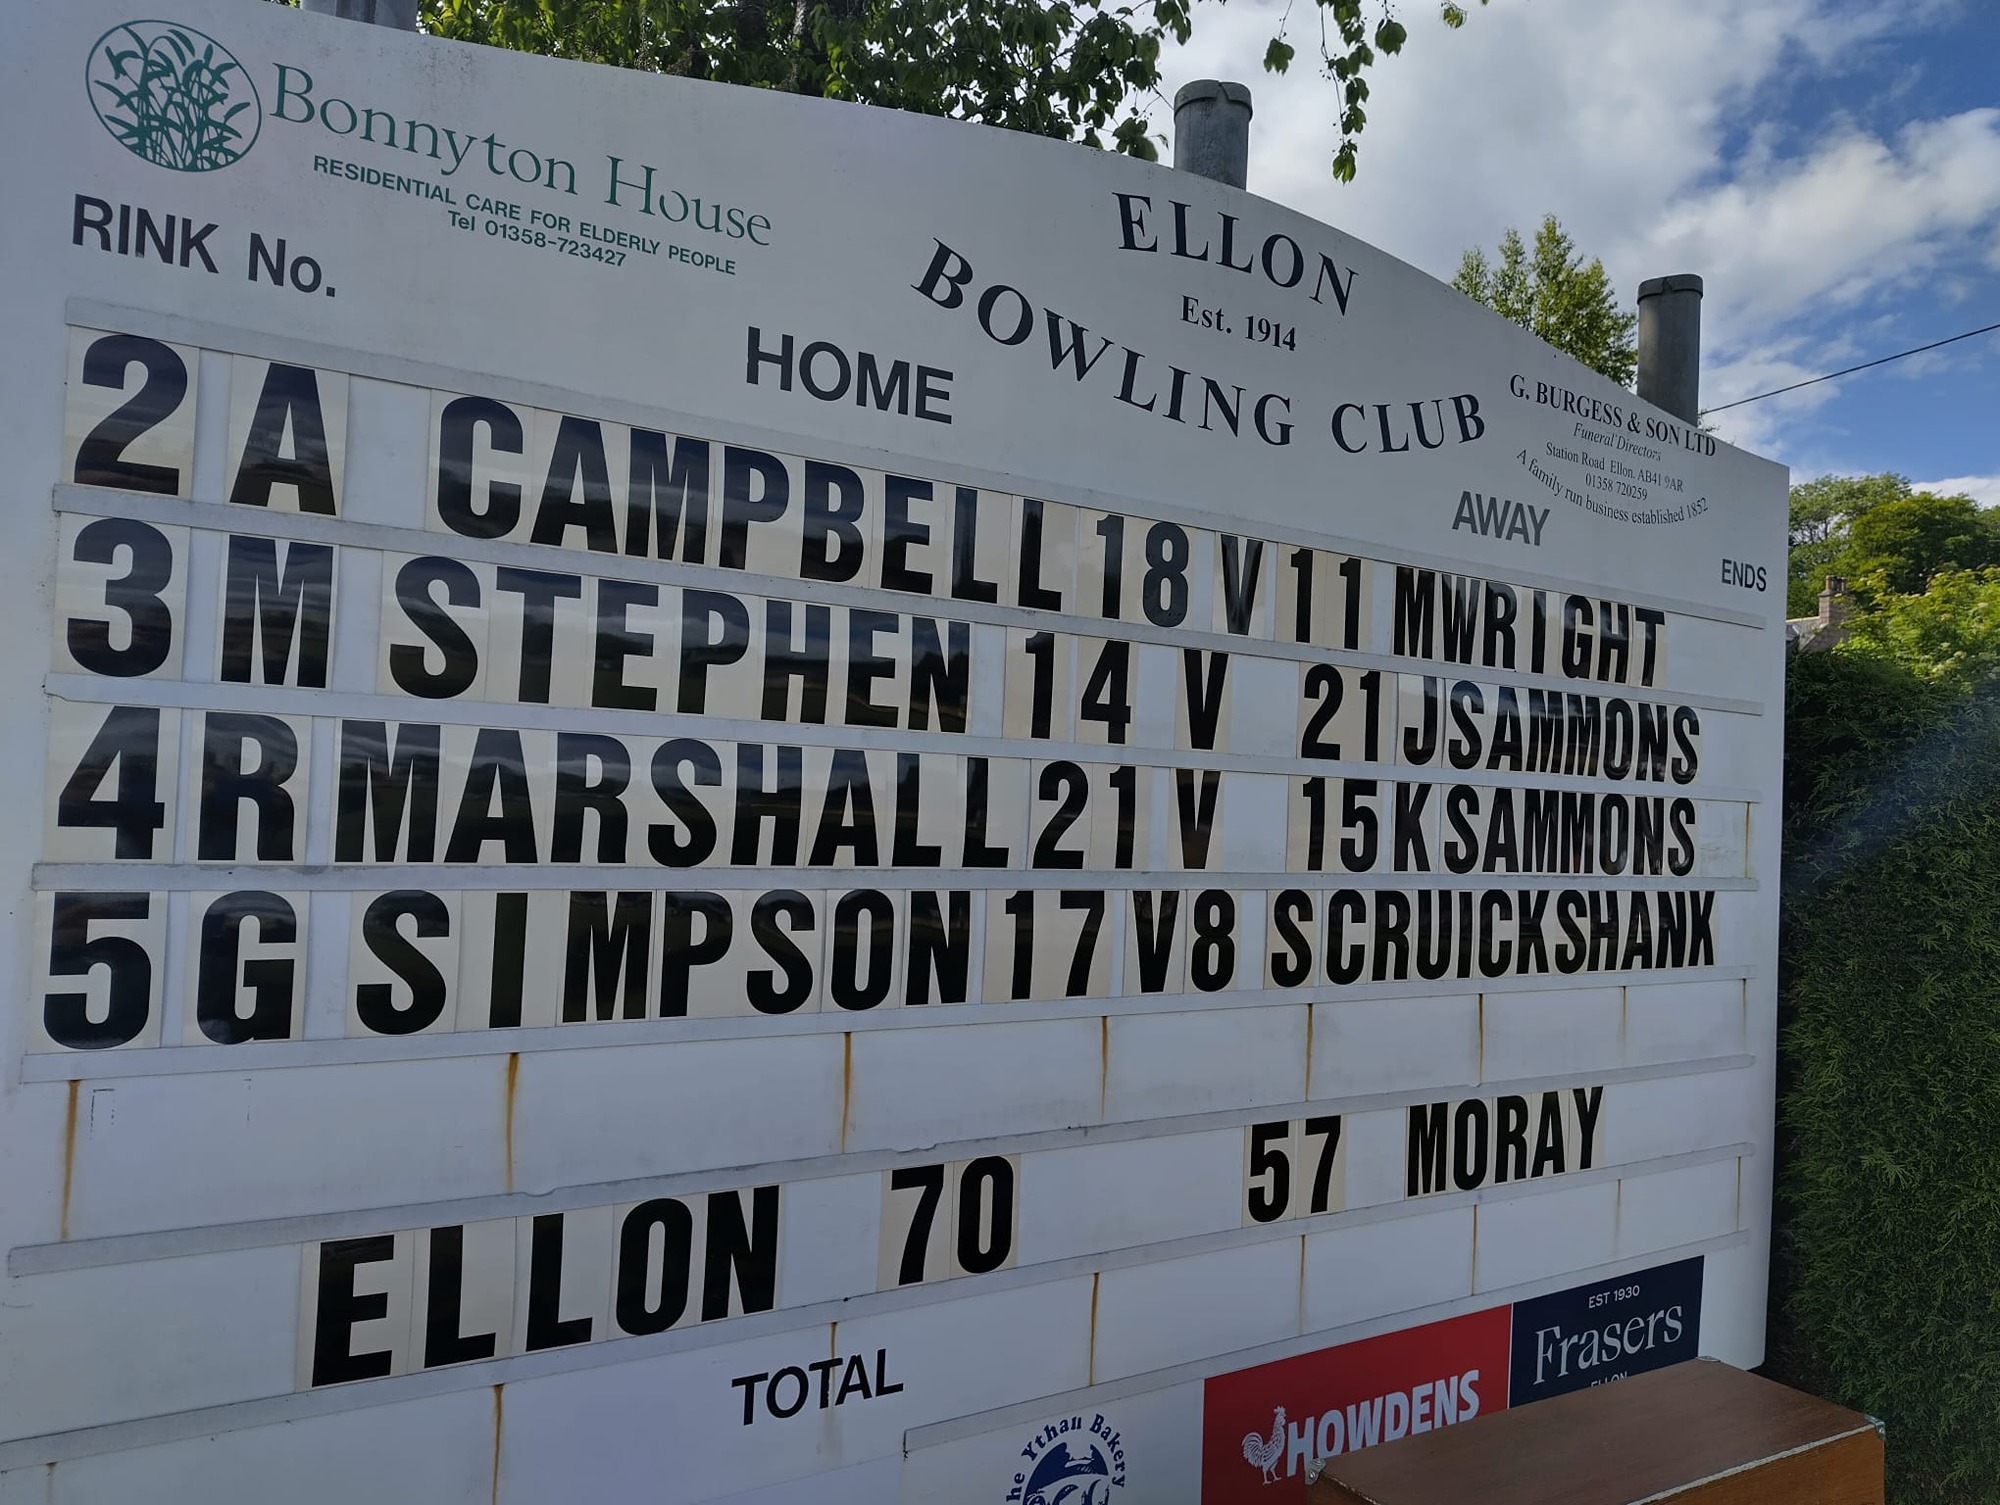 Bonnyton House
RESIDENTIAL CARE FOR ELDERLY PEOPLE
Tel 01358-723427
ELLON
Est. 1914
BOWLING CLUB
G. BURGESS & SON LTD
Funeral Directors
Station Road Ellon. AB41 9AR
01358 720259
A family run business established 1852
RINK No.
HOME
AWAY
ENDS
2 A CAMPBELL 18 V 11 M WRIGHT
3 M STEPHEN 14 V 21 J SAMMONS
4 R MARSHALL 21 V 15 K SAMMONS
5 G SIMPSON 17 V 8 S CRUICKSHANK
ELLON 70 57 MORAY
TOTAL
Ythan Bakery
HOWDENS
EST 1930
Frasers
ELLON